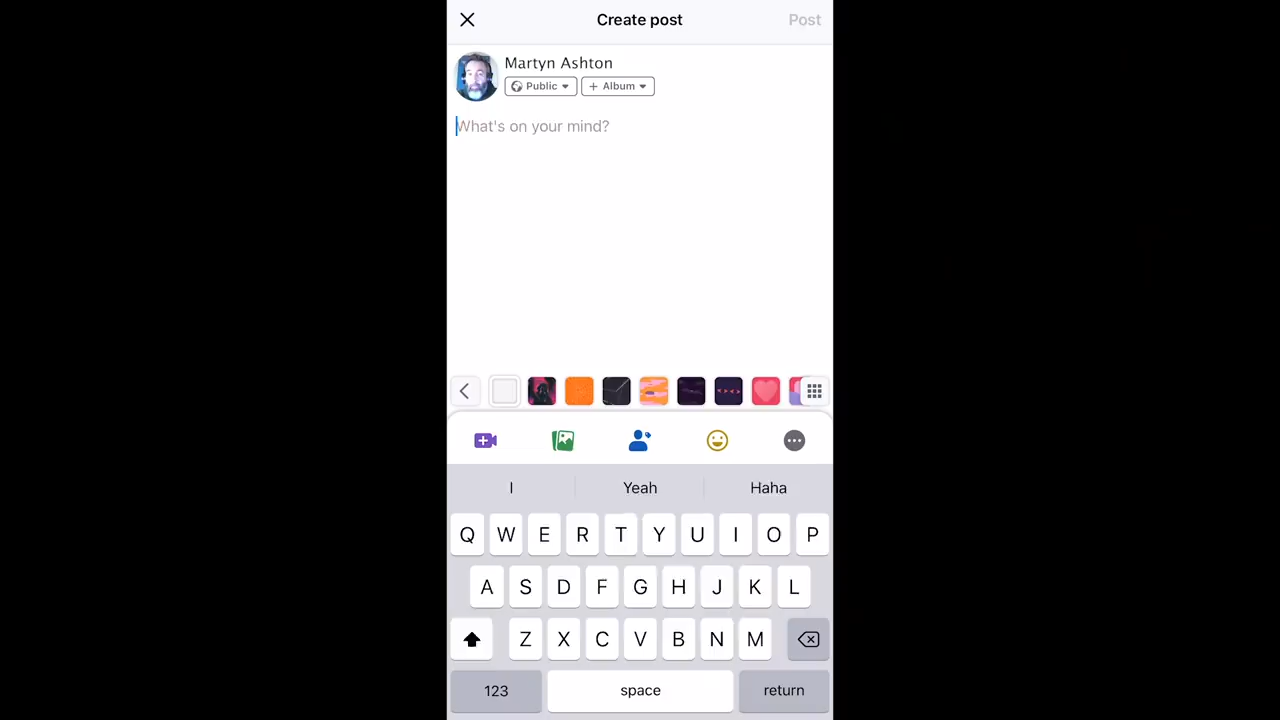 Create post
Post
Martyn Ashton
Public
+ Album
What's on your mind?
I
Yeah
Haha
Q W E R T Y U I O P
A S D F G H J K L
Z X C V B N M
123
space
return